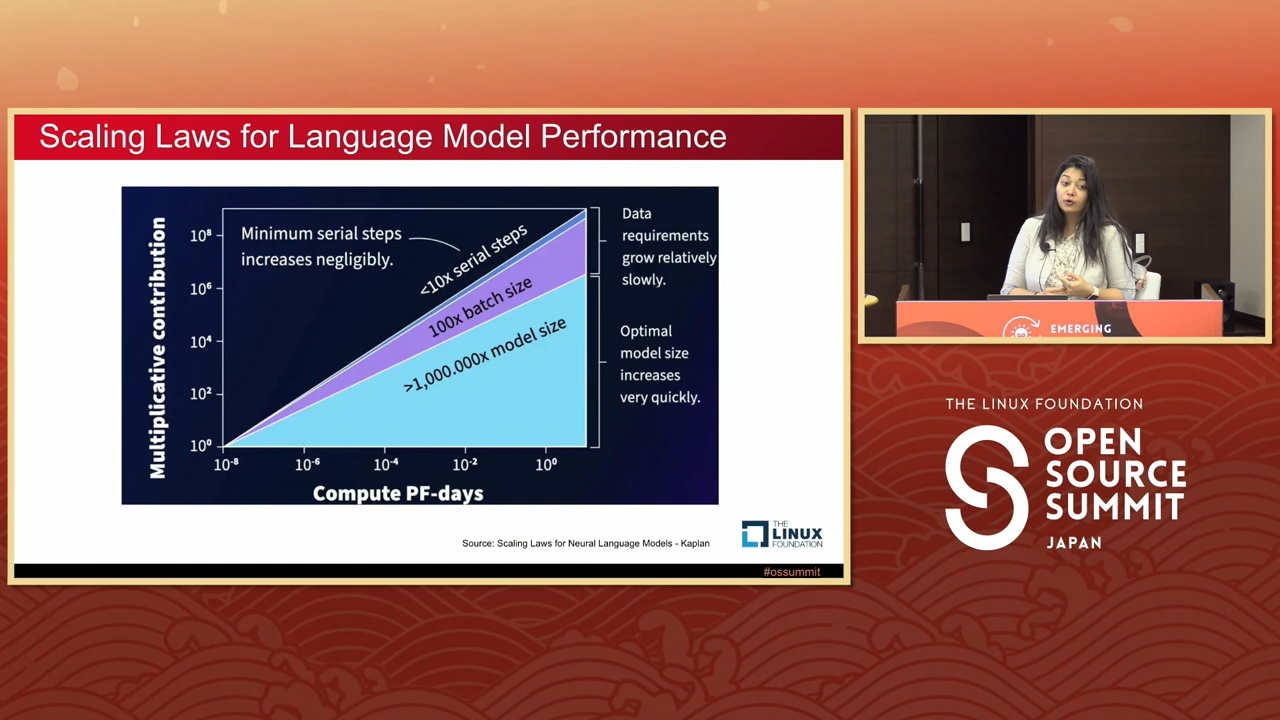 Scaling Laws for Language Model Performance
Multiplicative contribution
10⁸
10⁶
10⁴
10²
10⁰
Minimum serial steps
increases negligibly.
<10x serial steps
100x batch size
>1,000.000x model size
Data
requirements
grow relatively
slowly.
Optimal
model size
increases
very quickly.
10⁻⁸
10⁻⁶
10⁻⁴
10⁻²
10⁰
Compute PF-days
Source: Scaling Laws for Neural Language Models - Kaplan
THE
LINUX
FOUNDATION
#ossummit
EMERGING
THE LINUX FOUNDATION
OPEN
SOURCE
SUMMIT
JAPAN